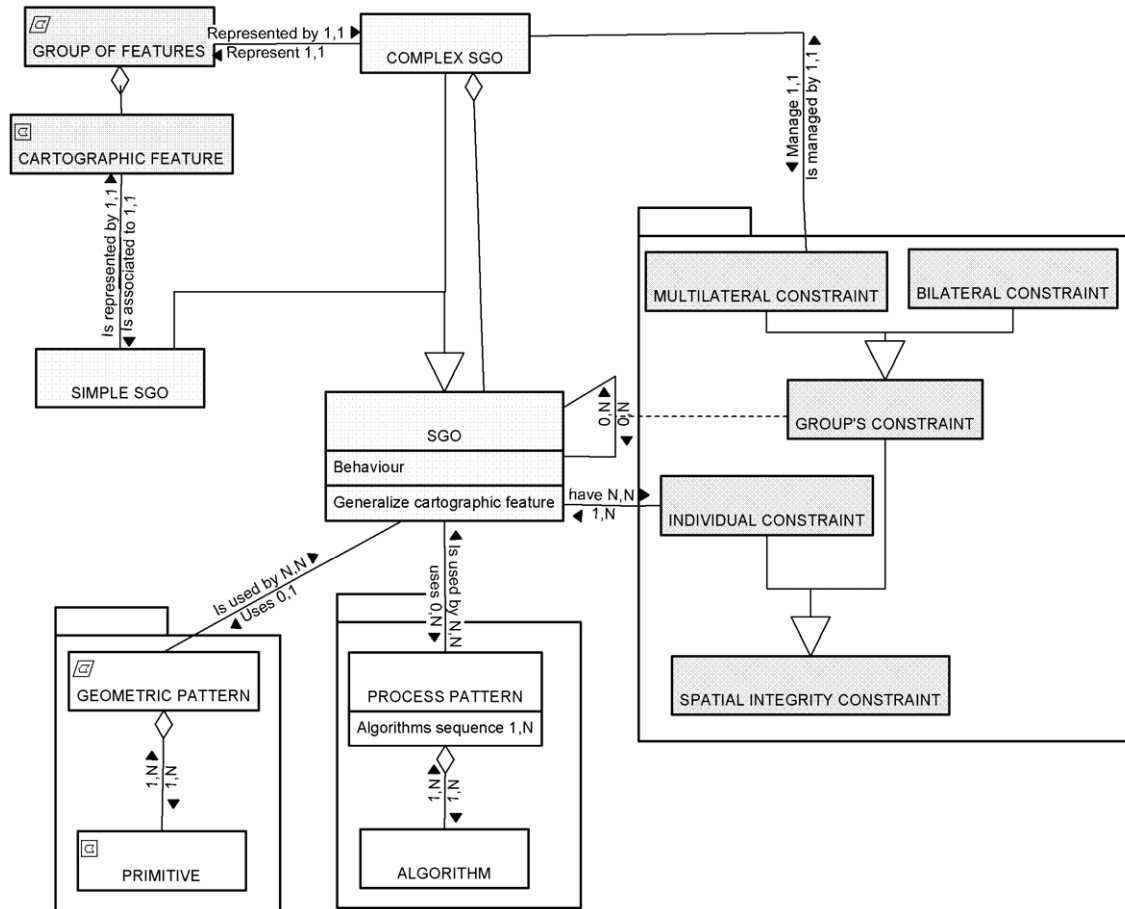 GROUP OF FEATURES
Represented by 1,1
Represent 1,1
COMPLEX SGO
CARTOGRAPHIC FEATURE
Is represented by 1,1
Is associated to 1,1
Manage 1,1
Is managed by 1,1
SIMPLE SGO
MULTILATERAL CONSTRAINT
BILATERAL CONSTRAINT
GROUP'S CONSTRAINT
SGO
Behaviour
Generalize cartographic feature
0,N
0,N
have N,N
1,N
INDIVIDUAL CONSTRAINT
SPATIAL INTEGRITY CONSTRAINT
Is used by N,N
Uses 0,1
uses 0,N
Is used by N,N
GEOMETRIC PATTERN
1,N
1,N
PRIMITIVE
PROCESS PATTERN
Algorithms sequence 1,N
1,N
1,N
ALGORITHM